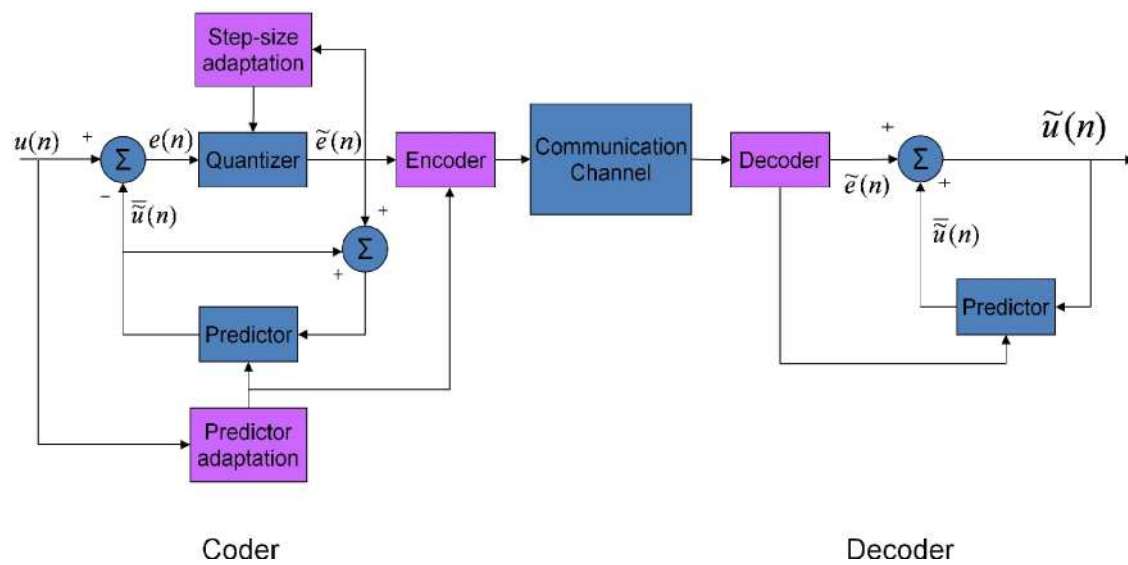 Step-size
adaptation
u(n)
+
Σ
e(n)
Quantizer
ẽ(n)
Encoder
Communication
Channel
Decoder
+
Σ
ũ(n)
ẽ(n)
+
−
ũ̅(n)
+
Σ
+
ũ̅(n)
Predictor
Predictor
Predictor
adaptation
Coder
Decoder